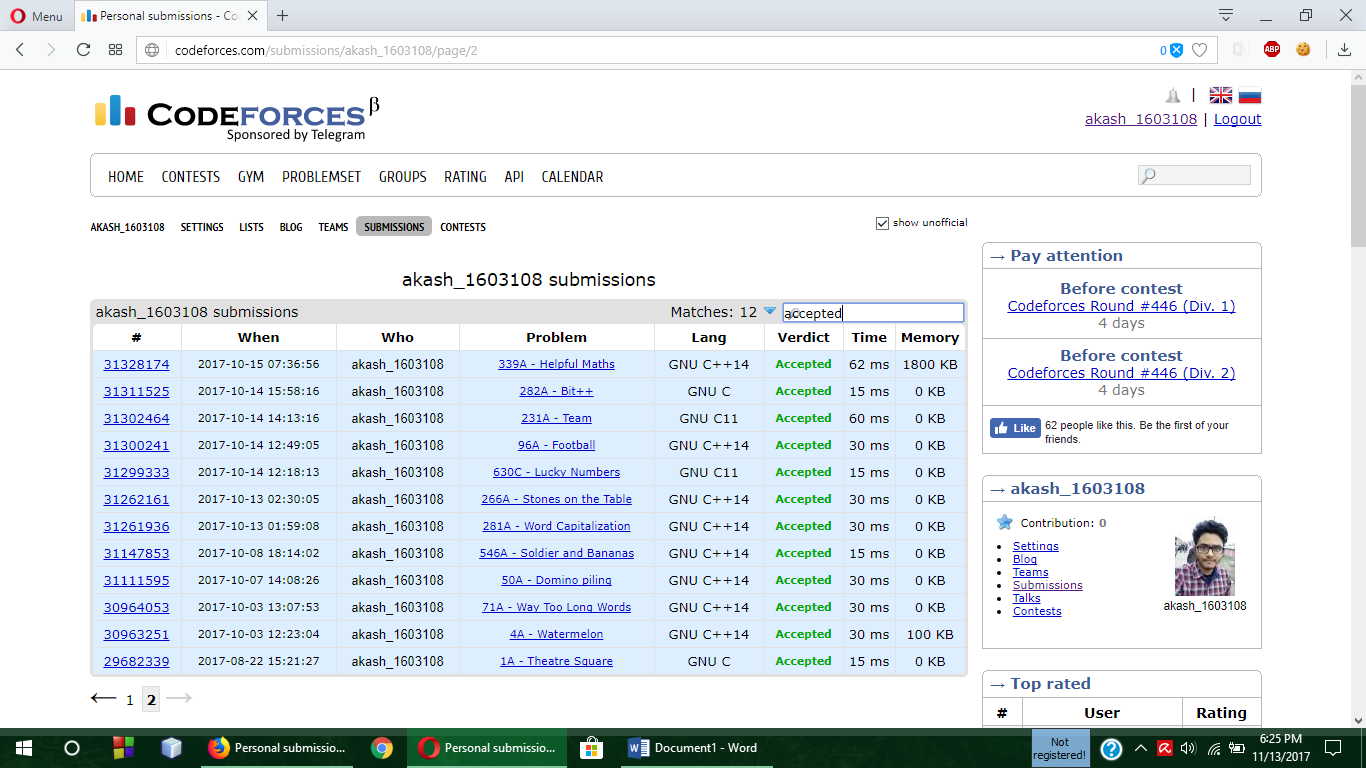 Menu
Personal submissions - Co
codeforces.com/submissions/akash_1603108/page/2
0
ABP
CODEFORCES β
Sponsored by Telegram
|
akash_1603108 | Logout
HOME CONTESTS GYM PROBLEMSET GROUPS RATING API CALENDAR
AKASH_1603108 SETTINGS LISTS BLOG TEAMS SUBMISSIONS CONTESTS
show unofficial
akash_1603108 submissions
akash_1603108 submissions Matches: 12 accepted
# When Who Problem Lang Verdict Time Memory
31328174 2017-10-15 07:36:56 akash_1603108 339A - Helpful Maths GNU C++14 Accepted 62 ms 1800 KB
31311525 2017-10-14 15:58:16 akash_1603108 282A - Bit++ GNU C Accepted 15 ms 0 KB
31302464 2017-10-14 14:13:16 akash_1603108 231A - Team GNU C11 Accepted 60 ms 0 KB
31300241 2017-10-14 12:49:05 akash_1603108 96A - Football GNU C++14 Accepted 30 ms 0 KB
31299333 2017-10-14 12:18:13 akash_1603108 630C - Lucky Numbers GNU C11 Accepted 15 ms 0 KB
31262161 2017-10-13 02:30:05 akash_1603108 266A - Stones on the Table GNU C++14 Accepted 30 ms 0 KB
31261936 2017-10-13 01:59:08 akash_1603108 281A - Word Capitalization GNU C++14 Accepted 30 ms 0 KB
31147853 2017-10-08 18:14:02 akash_1603108 546A - Soldier and Bananas GNU C++14 Accepted 15 ms 0 KB
31111595 2017-10-07 14:08:26 akash_1603108 50A - Domino piling GNU C++14 Accepted 30 ms 0 KB
30964053 2017-10-03 13:07:53 akash_1603108 71A - Way Too Long Words GNU C++14 Accepted 30 ms 0 KB
30963251 2017-10-03 12:23:04 akash_1603108 4A - Watermelon GNU C++14 Accepted 30 ms 100 KB
29682339 2017-08-22 15:21:27 akash_1603108 1A - Theatre Square GNU C Accepted 15 ms 0 KB
← 1 2 →
→ Pay attention
Before contest
Codeforces Round #446 (Div. 1)
4 days
Before contest
Codeforces Round #446 (Div. 2)
4 days
Like 62 people like this. Be the first of your
friends.
→ akash_1603108
Contribution: 0
Settings
Blog
Teams
Submissions
Talks
Contests
akash_1603108
→ Top rated
# User Rating
Personal submissio...
Personal submissio...
Document1 - Word
Not
registered!
6:25 PM
11/13/2017